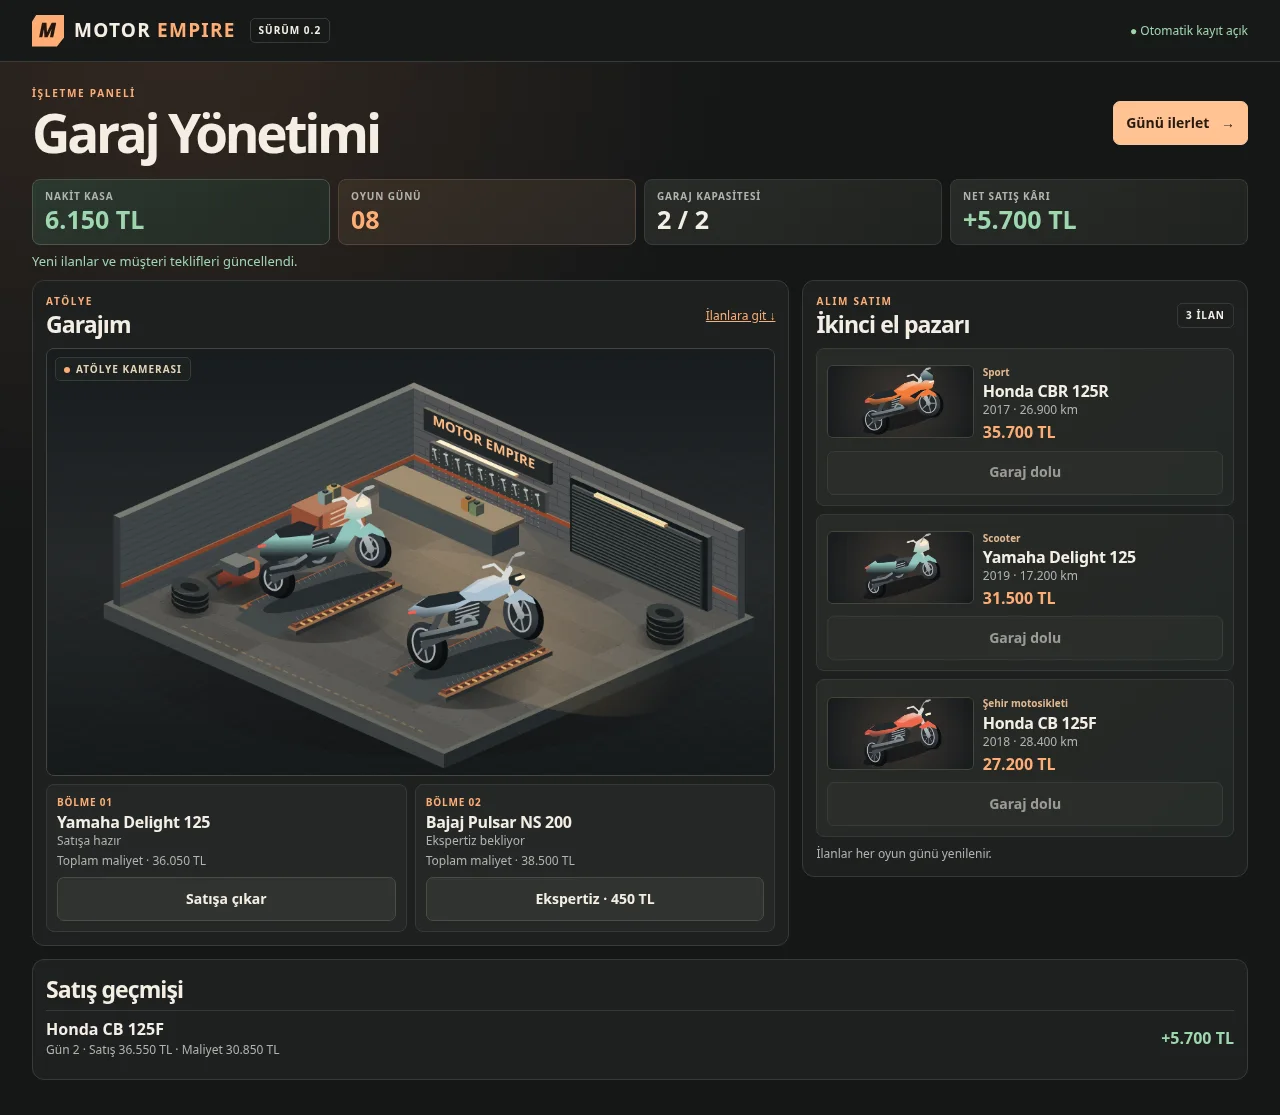 M MOTOR EMPIRE SÜRÜM 0.2
● Otomatik kayıt açık
İŞLETME PANELİ
Garaj Yönetimi
Günü ilerlet →
NAKİT KASA
6.150 TL
OYUN GÜNÜ
08
GARAJ KAPASİTESİ
2 / 2
NET SATIŞ KÂRI
+5.700 TL
Yeni ilanlar ve müşteri teklifleri güncellendi.
ATÖLYE
Garajım
İlanlara git ↓
ATÖLYE KAMERASI
MOTOR EMPIRE
BÖLME 01
Yamaha Delight 125
Satışa hazır
Toplam maliyet · 36.050 TL
Satışa çıkar
BÖLME 02
Bajaj Pulsar NS 200
Ekspertiz bekliyor
Toplam maliyet · 38.500 TL
Ekspertiz · 450 TL
ALIM SATIM
İkinci el pazarı
3 İLAN
Sport
Honda CBR 125R
2017 · 26.900 km
35.700 TL
Garaj dolu
Scooter
Yamaha Delight 125
2019 · 17.200 km
31.500 TL
Garaj dolu
Şehir motosikleti
Honda CB 125F
2018 · 28.400 km
27.200 TL
Garaj dolu
İlanlar her oyun günü yenilenir.
Satış geçmişi
Honda CB 125F
Gün 2 · Satış 36.550 TL · Maliyet 30.850 TL
+5.700 TL